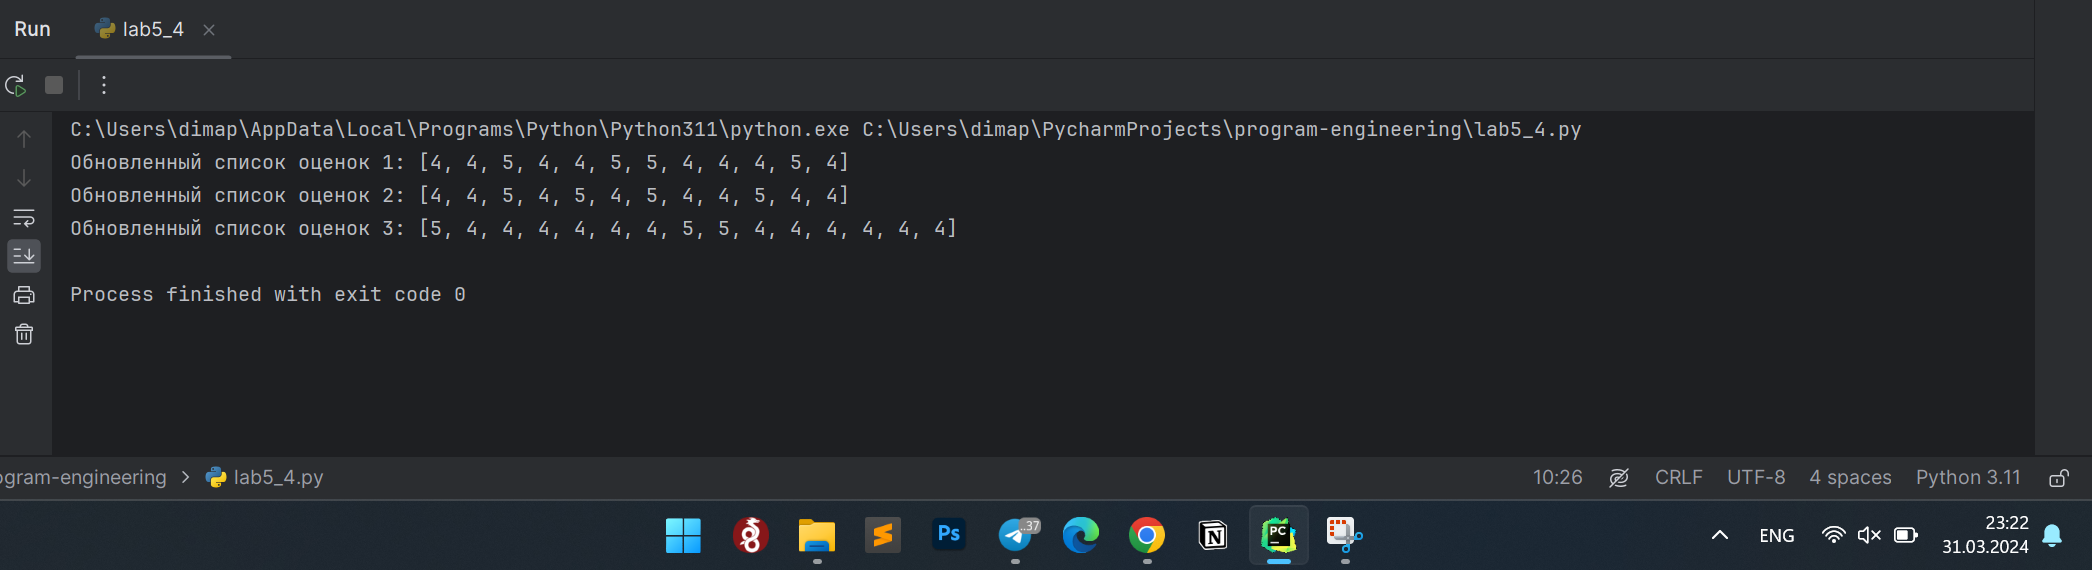 Run lab5_4
C:\Users\dimap\AppData\Local\Programs\Python\Python311\python.exe C:\Users\dimap\PycharmProjects\program-engineering\lab5_4.py
Обновленный список оценок 1: [4, 4, 5, 4, 4, 5, 5, 4, 4, 4, 5, 4]
Обновленный список оценок 2: [4, 4, 5, 4, 5, 4, 5, 4, 4, 5, 4, 4]
Обновленный список оценок 3: [5, 4, 4, 4, 4, 4, 4, 5, 5, 4, 4, 4, 4, 4, 4]
Process finished with exit code 0
ogram-engineering > lab5_4.py 10:26 CRLF UTF-8 4 spaces Python 3.11
Ps ..37 N PC ENG 23:22
31.03.2024